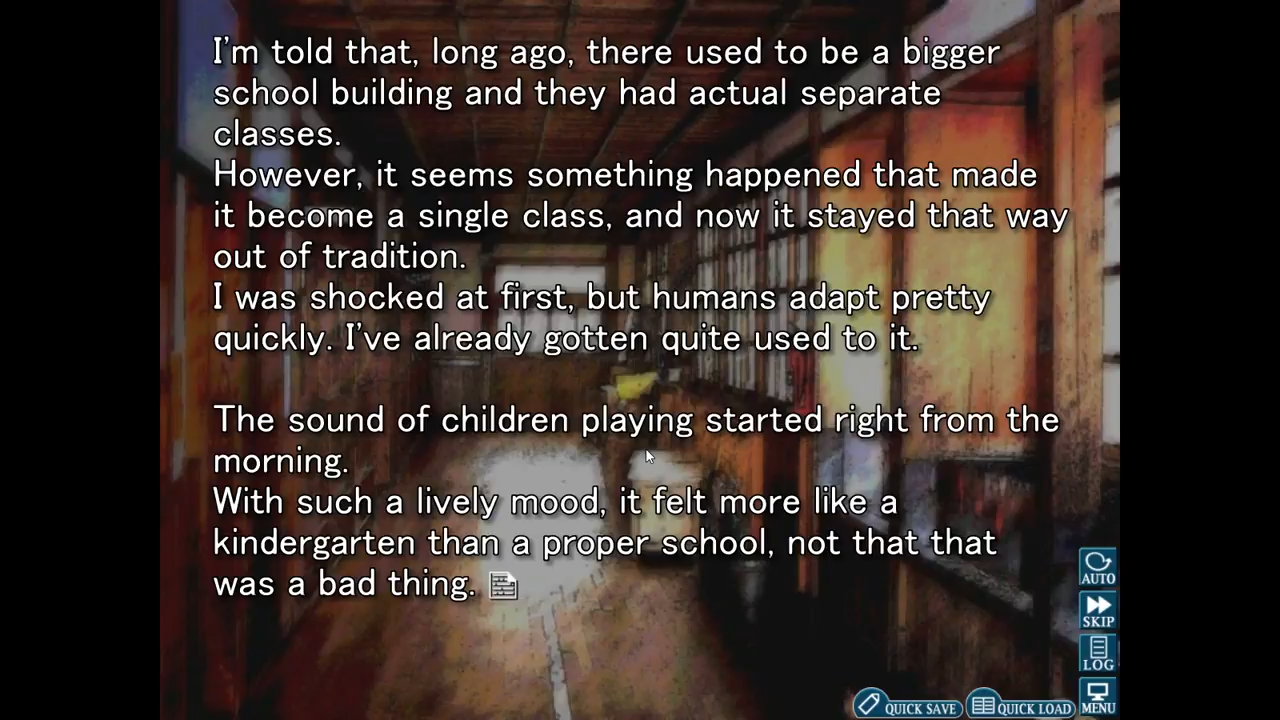 I'm told that, long ago, there used to be a bigger
school building and they had actual separate
classes.
However, it seems something happened that made
it become a single class, and now it stayed that way
out of tradition.
I was shocked at first, but humans adapt pretty
quickly. I've already gotten quite used to it.
The sound of children playing started right from the
morning.
With such a lively mood, it felt more like a
kindergarten than a proper school, not that that
was a bad thing.
AUTO
SKIP
LOG
MENU
QUICK SAVE
QUICK LOAD